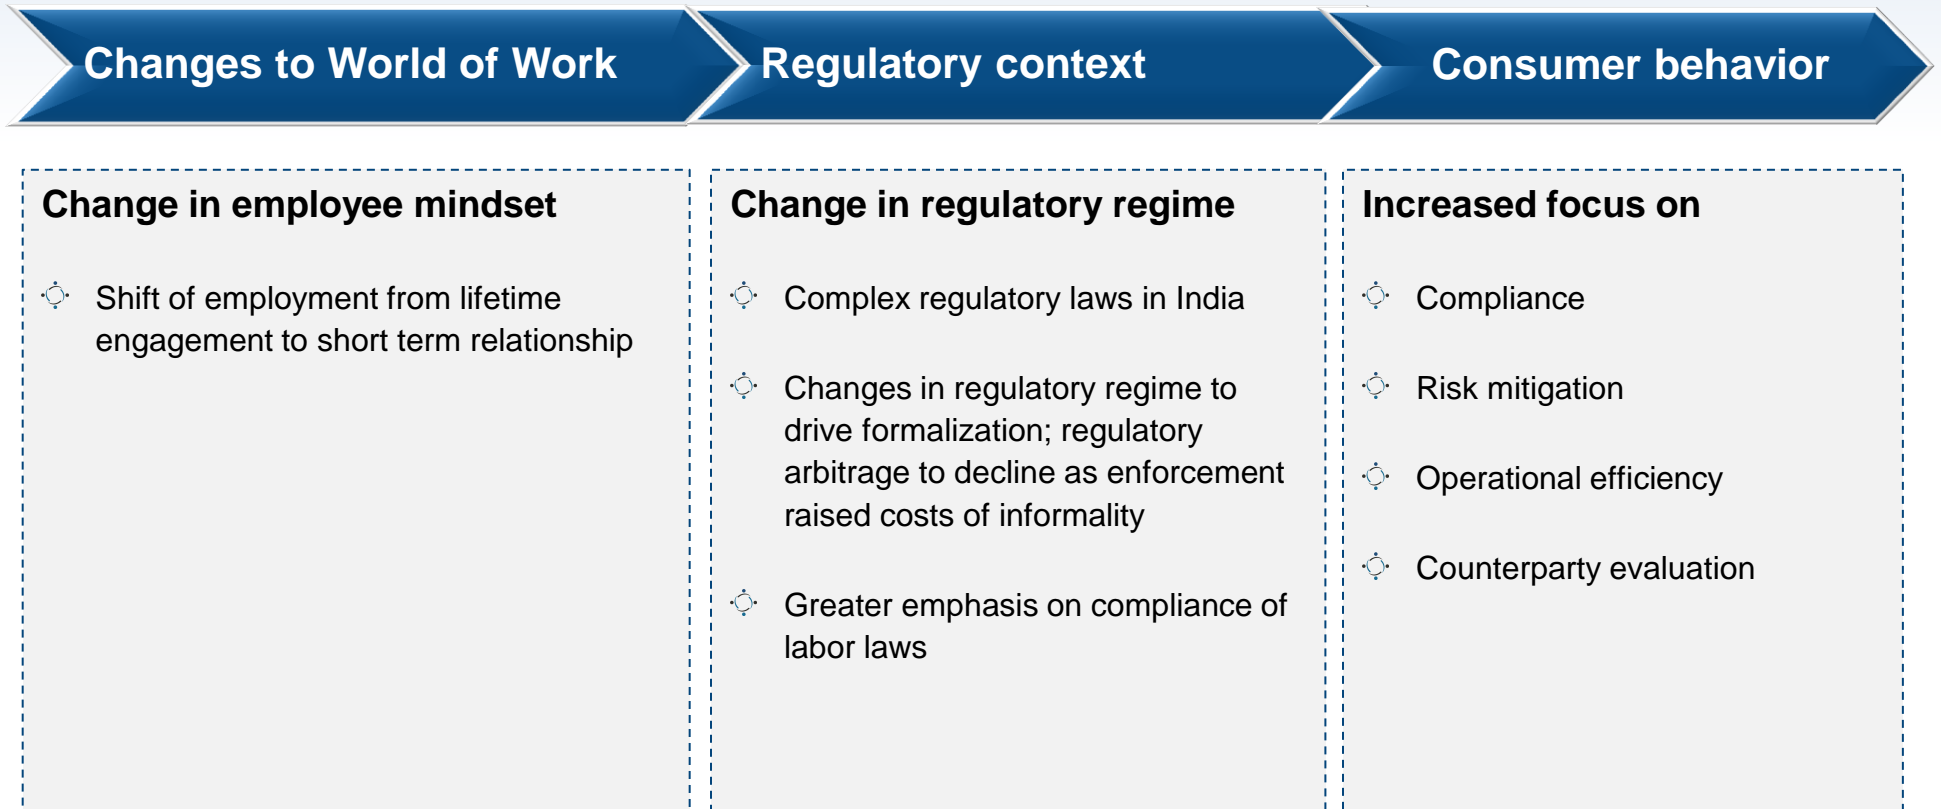 Changes to World of Work
Regulatory context
Consumer behavior
Change in employee mindset
Shift of employment from lifetime
engagement to short term relationship
Change in regulatory regime
Complex regulatory laws in India
Changes in regulatory regime to
drive formalization; regulatory
arbitrage to decline as enforcement
raised costs of informality
Greater emphasis on compliance of
labor laws
Increased focus on
Compliance
Risk mitigation
Operational efficiency
Counterparty evaluation